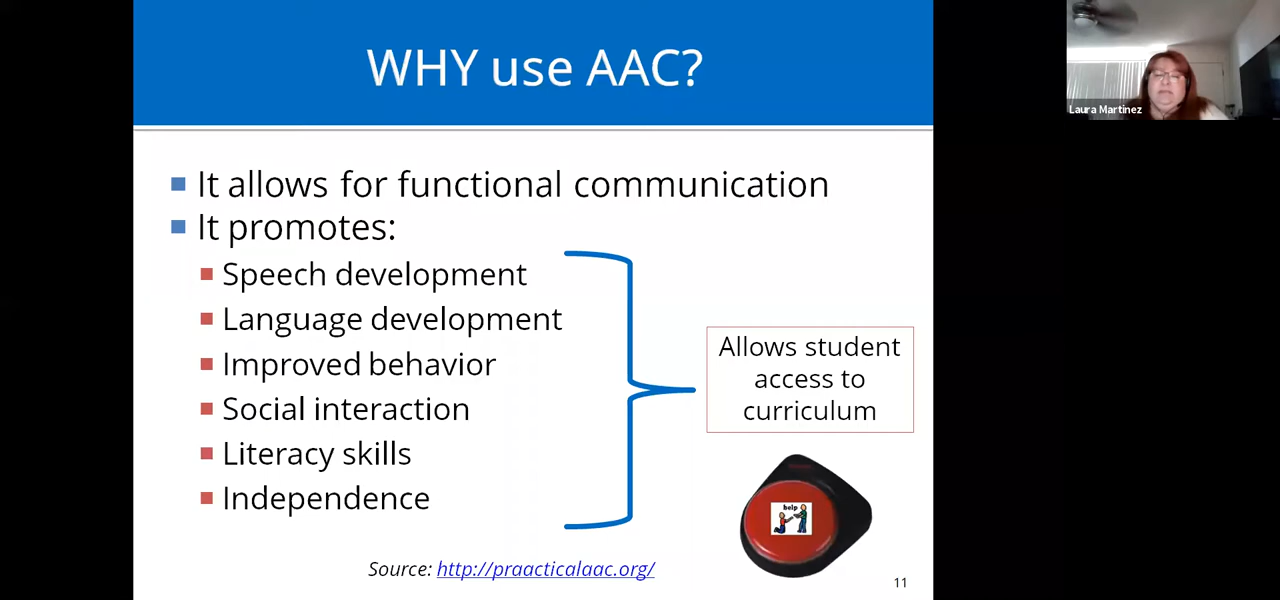 WHY use AAC?
Laura Martinez
It allows for functional communication
It promotes:
Speech development
Language development
Improved behavior
Social interaction
Literacy skills
Independence
Allows student
access to
curriculum
help
Source: http://praacticalaac.org/
11